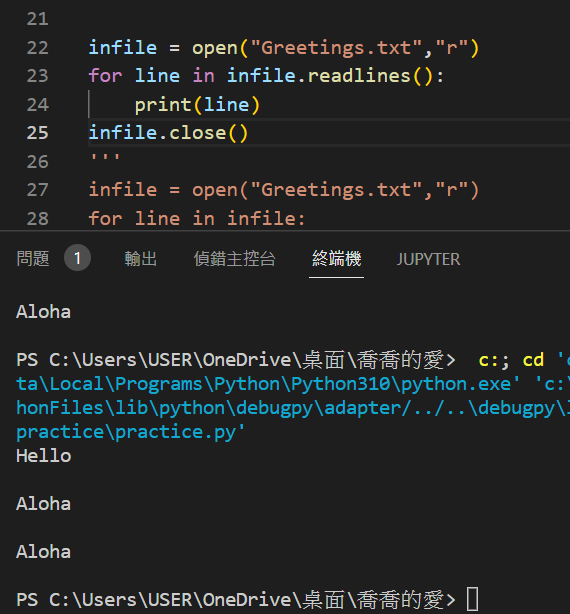 21
22 infile = open("Greetings.txt","r")
23 for line in infile.readlines():
24 print(line)
25 infile.close()
26 '''
27 infile = open("Greetings.txt","r")
28 for line in infile:
問題 1 輸出 偵錯主控台 終端機 JUPYTER
Aloha
PS C:\Users\USER\OneDrive\桌面\喬喬的愛> c:; cd '
ta\Local\Programs\Python\Python310\python.exe' 'c:\
honFiles\lib\python\debugpy\adapter/../..\debugpy\
practice\practice.py'
Hello
Aloha
Aloha
PS C:\Users\USER\OneDrive\桌面\喬喬的愛>